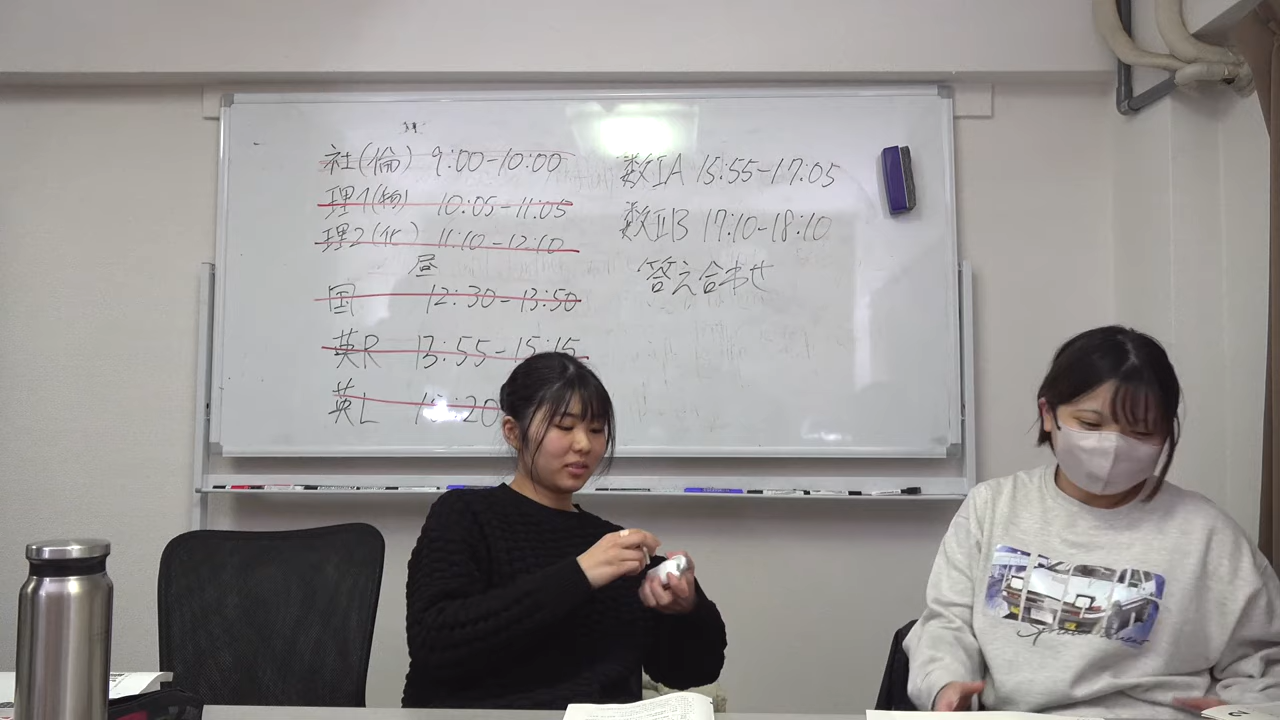 社(倫) 9:00-10:00
理1(物) 10:05-11:05
理2(化) 11:10-12:10
昼
国 12:30-13:50
英R 13:55-15:15
英L 15:20
数IA 15:55-17:05
数IIB 17:10-18:10
答え合わせ